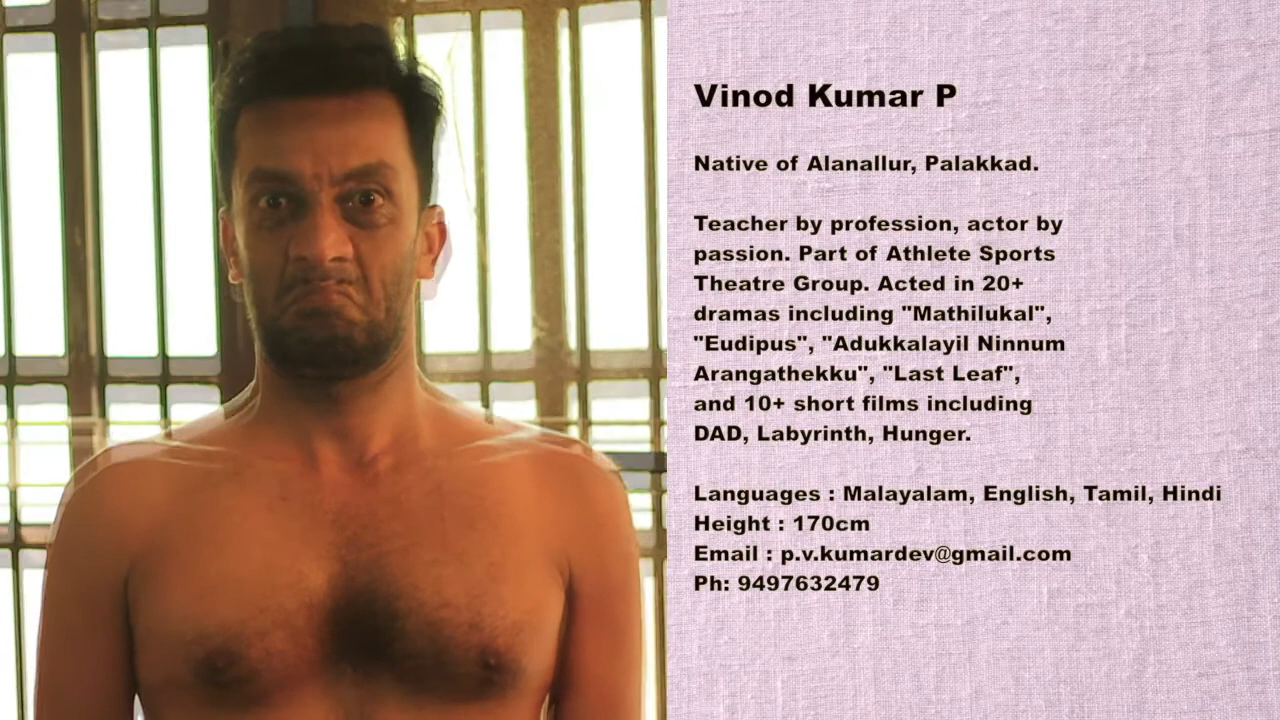 Vinod Kumar P
Native of Alanallur, Palakkad.
Teacher by profession, actor by
passion. Part of Athlete Sports
Theatre Group. Acted in 20+
dramas including "Mathilukal",
"Eudipus", "Adukkalayil Ninnum
Arangathekku", "Last Leaf",
and 10+ short films including
DAD, Labyrinth, Hunger.
Languages : Malayalam, English, Tamil, Hindi
Height : 170cm
Email : p.v.kumardev@gmail.com
Ph: 9497632479